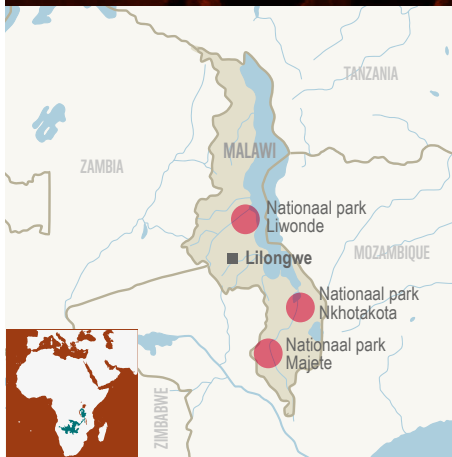 TANZANIA
MALAWI
ZAMBIA
Nationaal park
Liwonde
MOZAMBIQUE
Lilongwe
Nationaal park
Nkhotakota
Nationaal park
Majete
ZIMBABWE